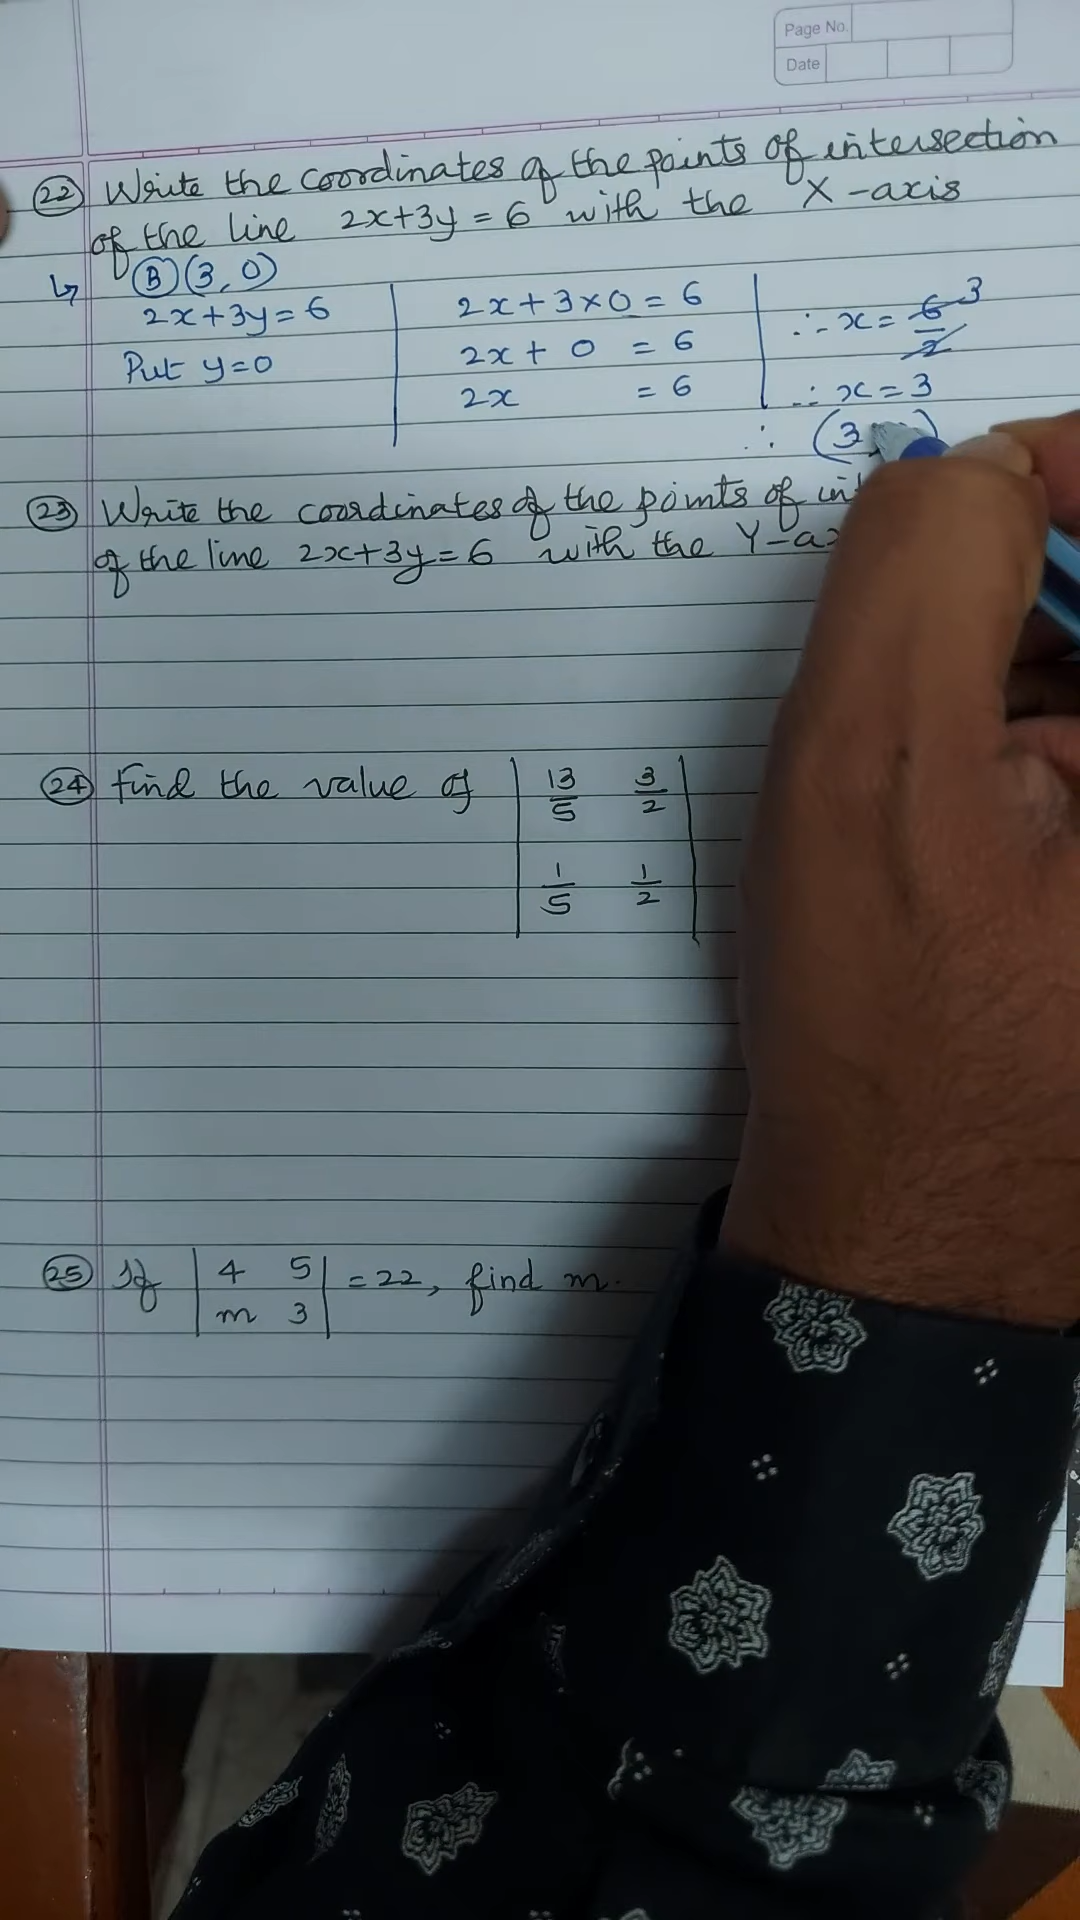 Page No.
Date
22 Write the coordinates of the points of intersection
of the line 2x+3y=6 with the X-axis
↳ B (3, 0)
2x+3y=6
Put y=0
2x+3×0=6
2x+0=6
2x=6
∴ x=6/2 3
∴ x=3
∴ (3
23 Write the coordinates of the points of
of the line 2x+3y=6 with the
24 Find the value of | 13/5 3/2 |
| 1/5 1/2 |
25 If | 4 5 | =22, find m.
| m 3 |